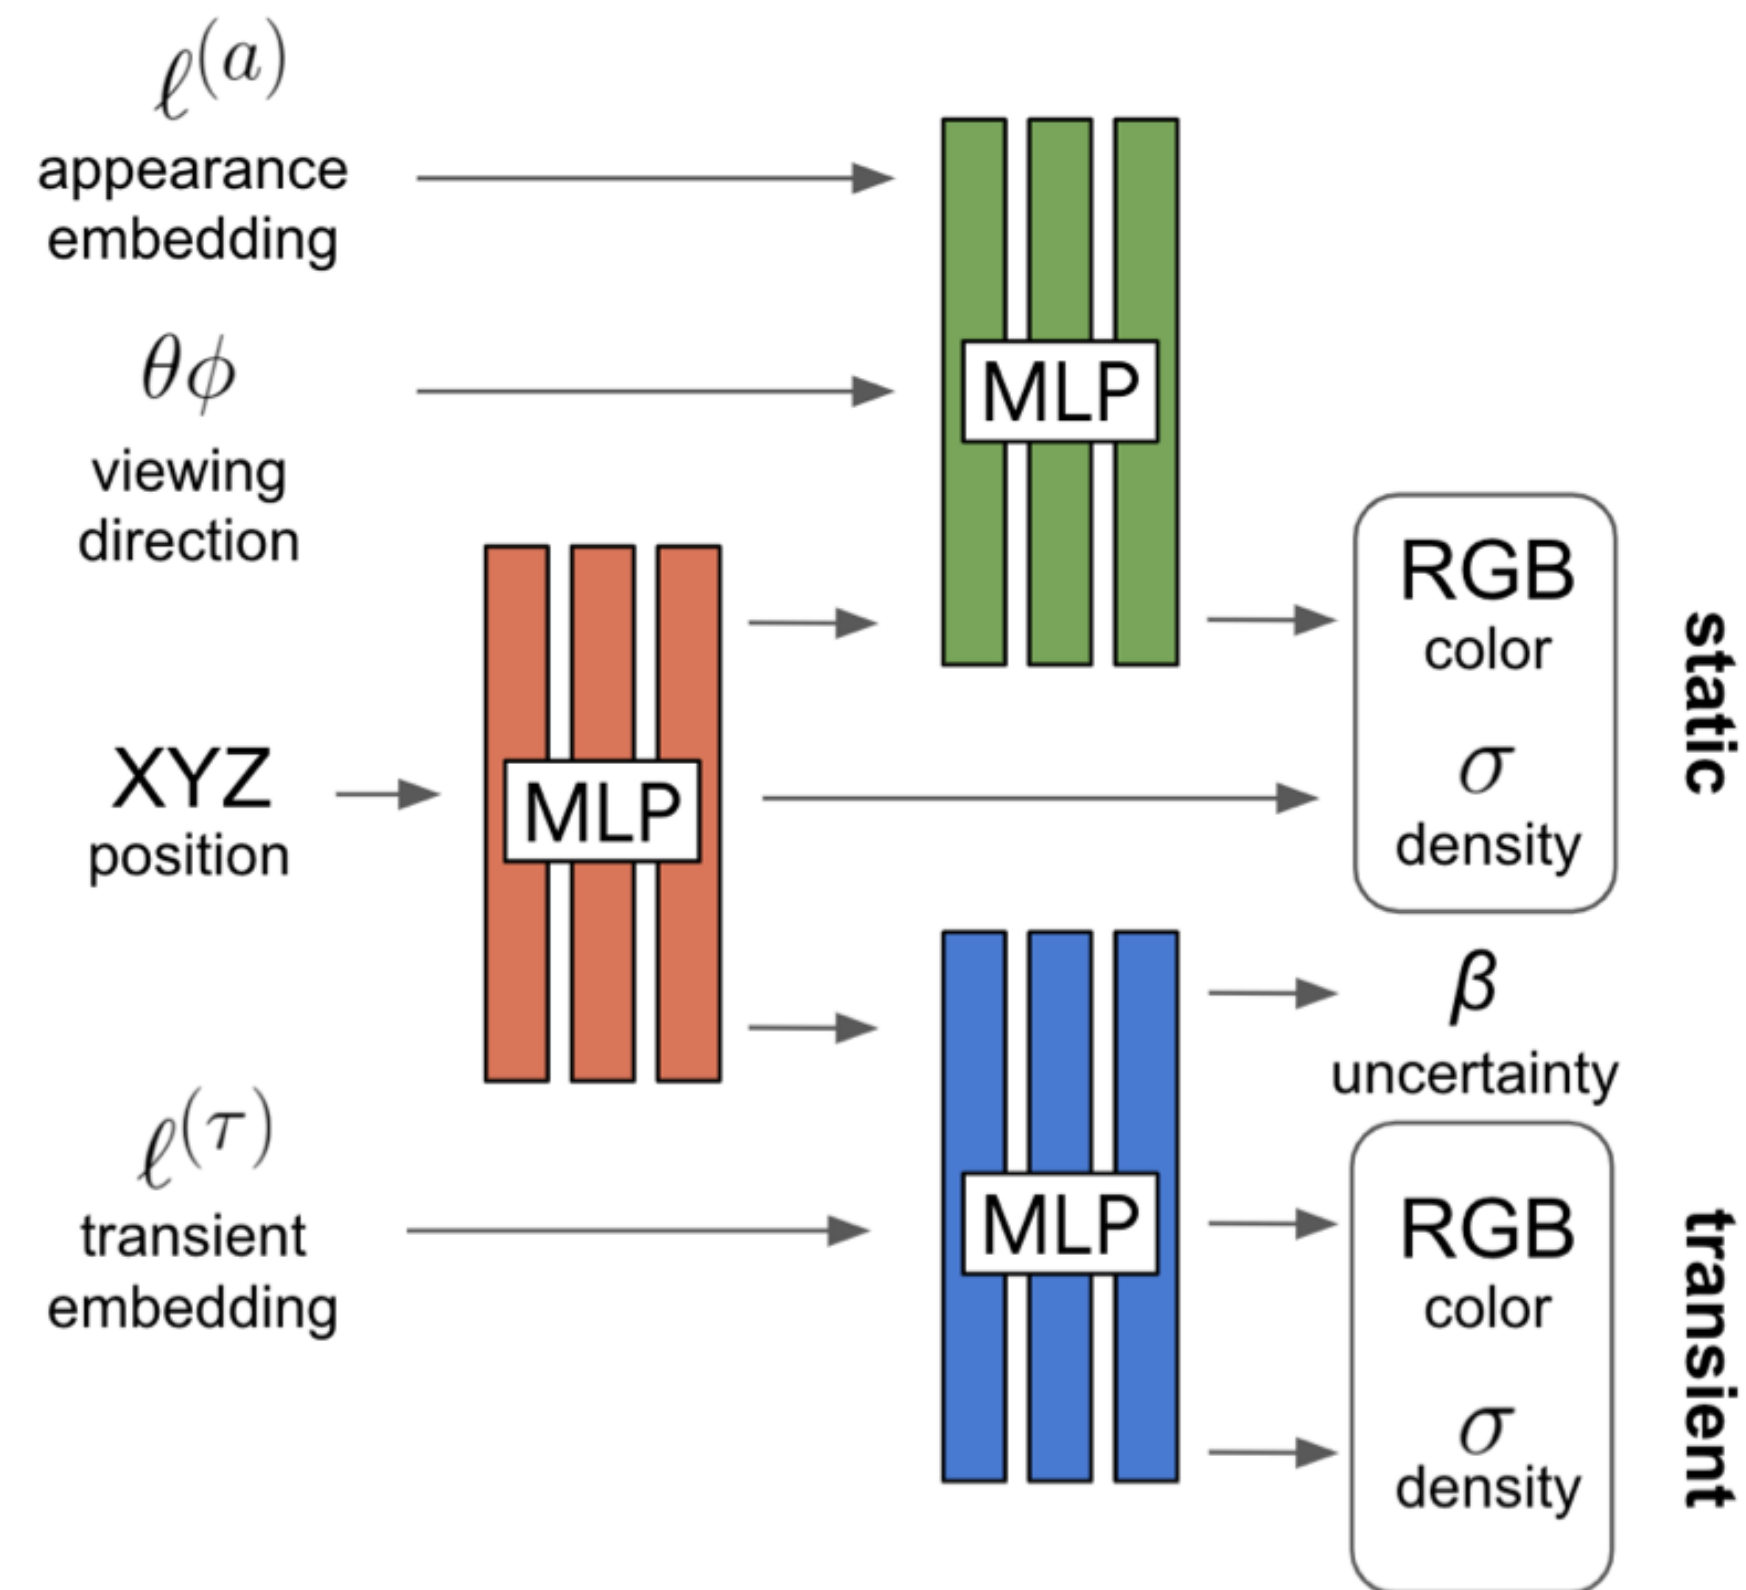 ℓ(a)
appearance
embedding
θϕ
viewing
direction
XYZ
position
ℓ(τ)
transient
embedding
MLP
MLP
MLP
RGB
color
σ
density
static
β
uncertainty
RGB
color
σ
density
transient